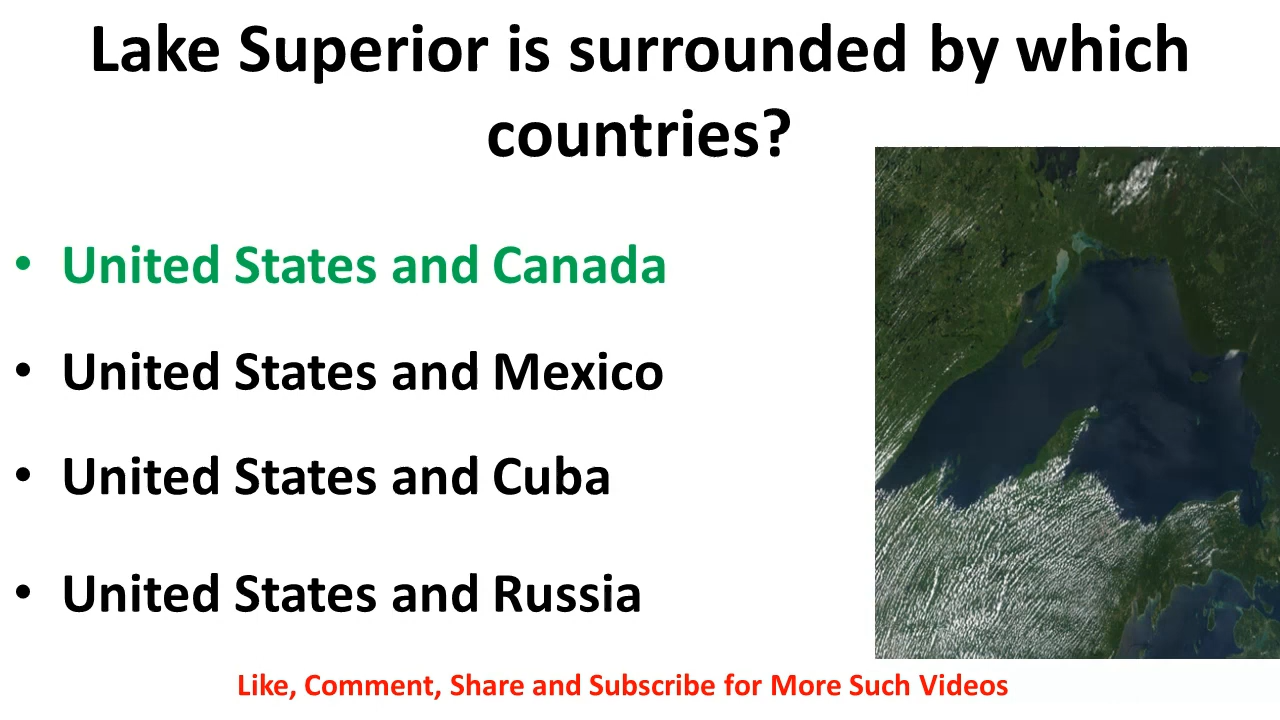 Lake Superior is surrounded by which
countries?
• United States and Canada
• United States and Mexico
• United States and Cuba
• United States and Russia
Like, Comment, Share and Subscribe for More Such Videos